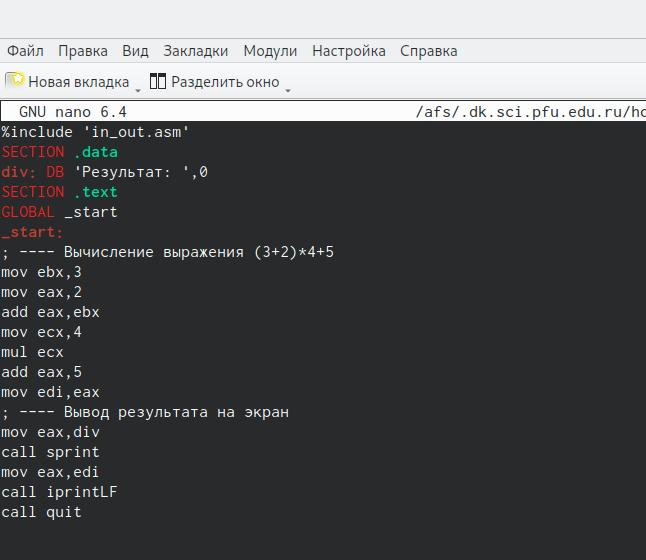 Файл Правка Вид Закладки Модули Настройка Справка
Новая вкладка Разделить окно
GNU nano 6.4 /afs/.dk.sci.pfu.edu.ru/ho
%include 'in_out.asm'
SECTION .data
div: DB 'Результат: ',0
SECTION .text
GLOBAL _start
_start:
; ---- Вычисление выражения (3+2)*4+5
mov ebx,3
mov eax,2
add eax,ebx
mov ecx,4
mul ecx
add eax,5
mov edi,eax
; ---- Вывод результата на экран
mov eax,div
call sprint
mov eax,edi
call iprintLF
call quit